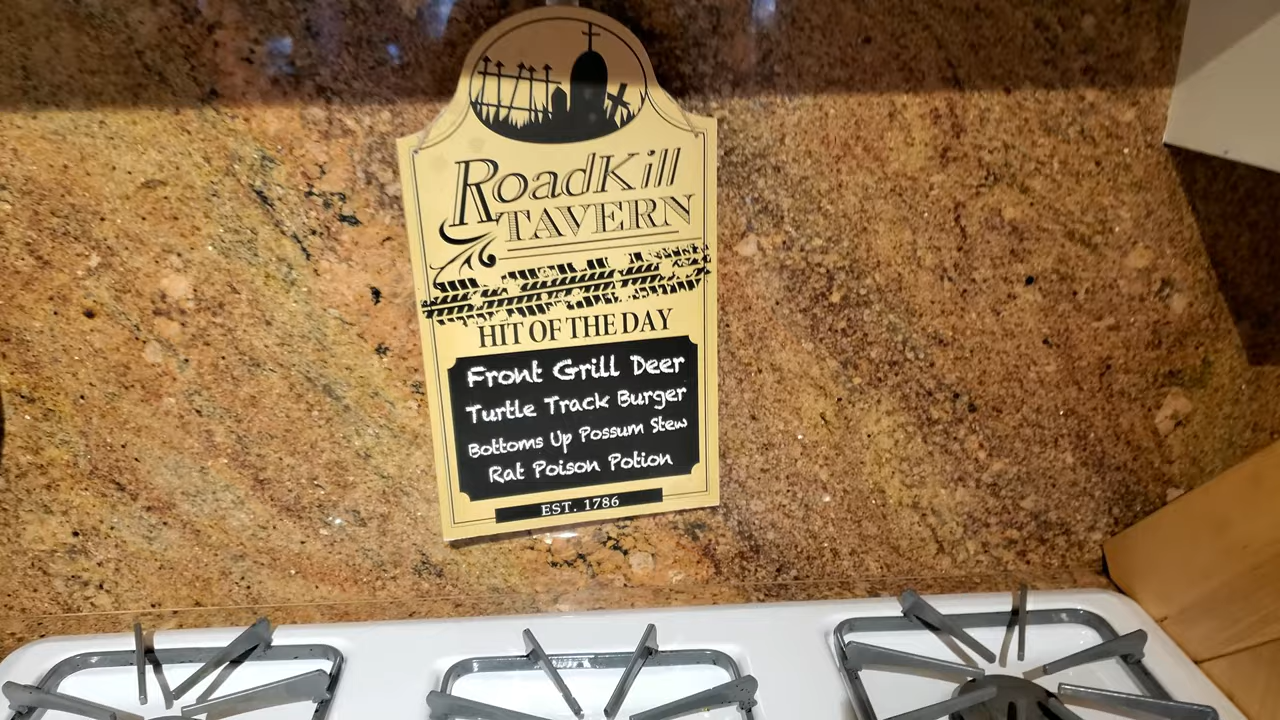 RoadKill
TAVERN
HIT OF THE DAY
Front Grill Deer
Turtle Track Burger
Bottoms Up Possum Stew
Rat Poison Potion
EST. 1786